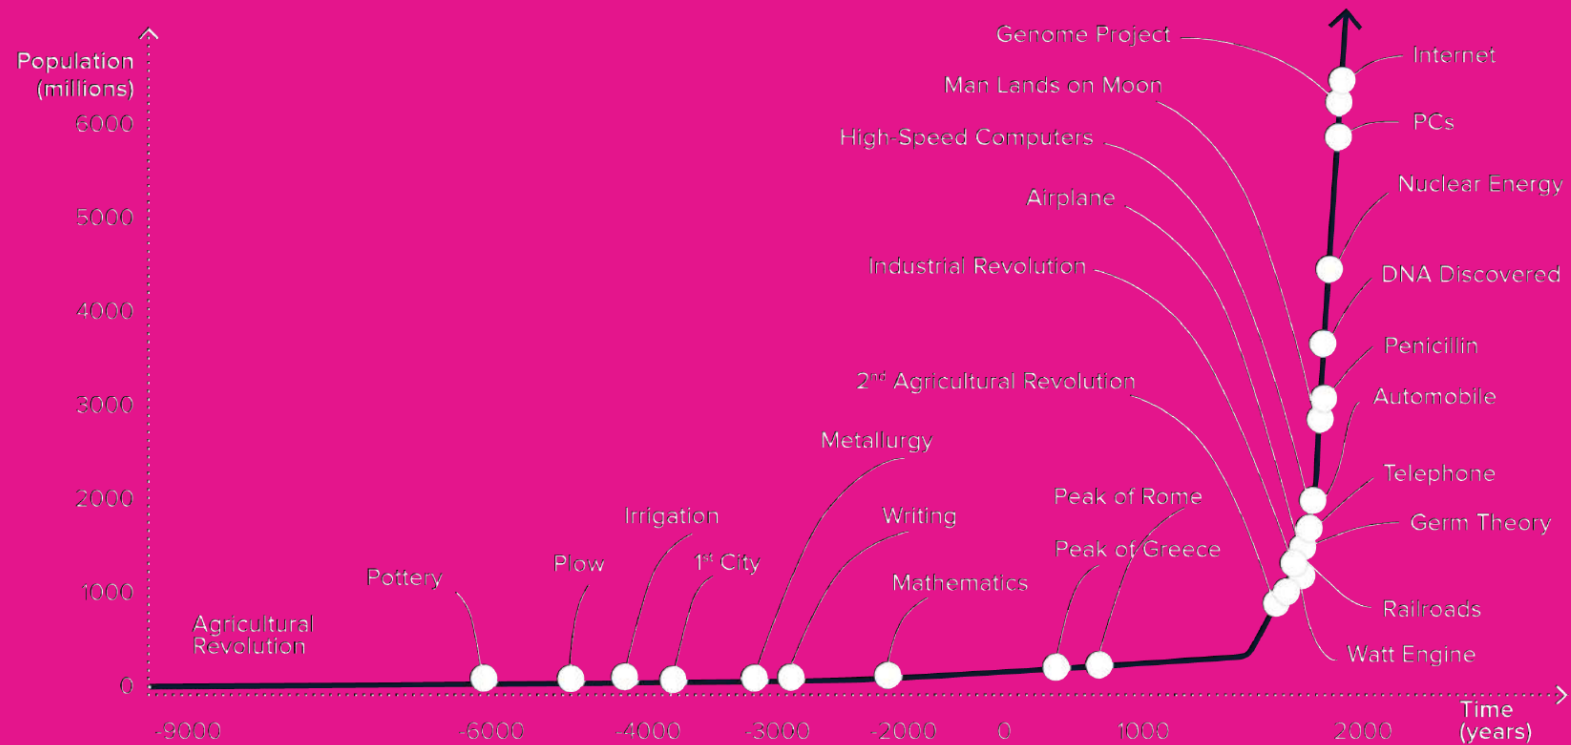 Population
(millions)
6000
5000
4000
3000
2000
1000
0
Agricultural
Revolution
Pottery
Plow
Irrigation
1st City
Metallurgy
Writing
Mathematics
Peak of Rome
Peak of Greece
2nd Agricultural Revolution
Industrial Revolution
Airplane
High-Speed Computers
Man Lands on Moon
Genome Project
Internet
PCs
Nuclear Energy
DNA Discovered
Penicillin
Automobile
Telephone
Germ Theory
Railroads
Watt Engine
-9000
-6000
-4000
-3000
-2000
0
1000
2000
Time
(years)